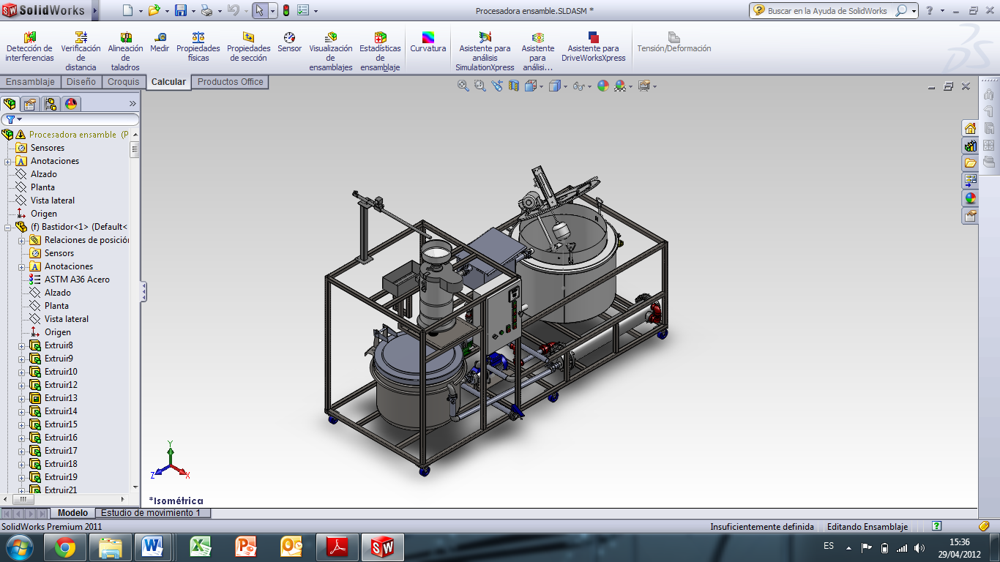 SolidWorks
Procesadora ensamble.SLDASM *
Buscar en la Ayuda de SolidWorks
Detección de
interferencias
Verificación
de
distancia
Alineación
de
taladros
Medir
Propiedades
físicas
Propiedades
de sección
Sensor
Visualización
de
ensamblajes
Estadísticas
de
ensamblaje
Curvatura
Asistente para
análisis
SimulationXpress
Asistente
para
análisi...
Asistente para
DriveWorksXpress
Tensión/Deformación
Ensamblaje
Diseño
Croquis
Calcular
Productos Office
Procesadora ensamble (P
Sensores
Anotaciones
Alzado
Planta
Vista lateral
Origen
(f) Bastidor<1> (Default<
Relaciones de posición
Sensors
Anotaciones
ASTM A36 Acero
Alzado
Planta
Vista lateral
Origen
Extruir8
Extruir9
Extruir10
Extruir12
Extruir13
Extruir14
Extruir15
Extruir16
Extruir17
Extruir18
Extruir19
Extruir21
Y
Z
X
*Isométrica
Modelo
Estudio de movimiento 1
SolidWorks Premium 2011
Insuficientemente definida
Editando Ensamblaje
ES
15:36
29/04/2012